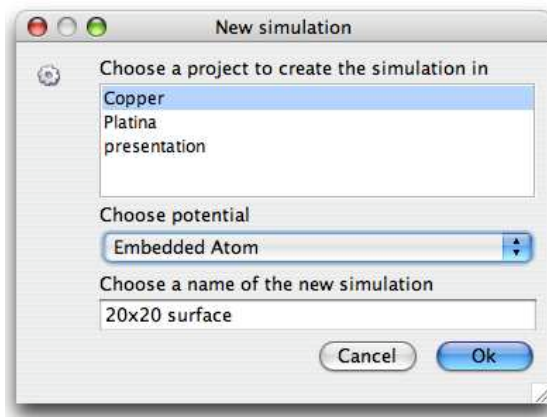 New simulation
Choose a project to create the simulation in
Copper
Platina
presentation
Choose potential
Embedded Atom
Choose a name of the new simulation
20x20 surface
Cancel Ok